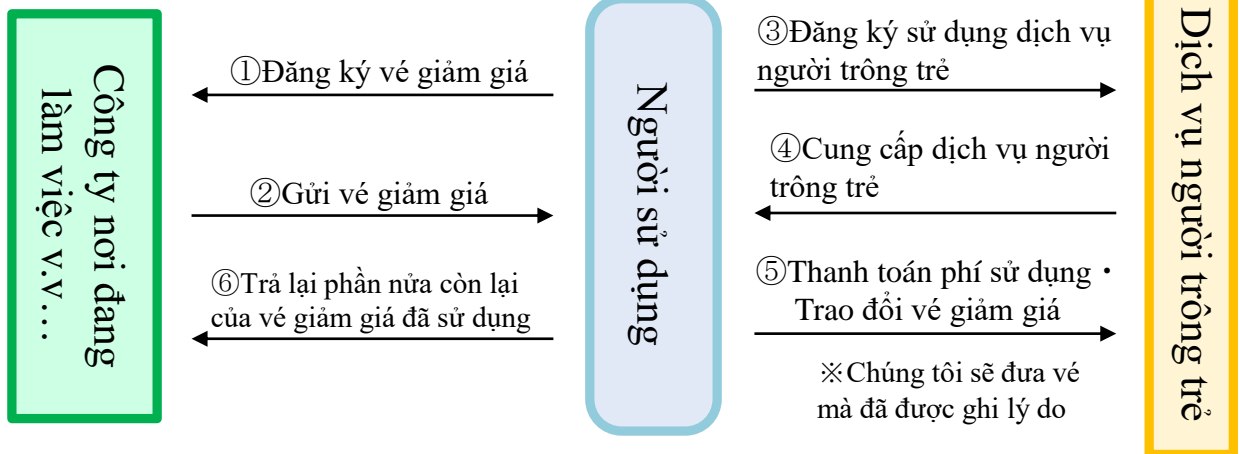 Công ty nơi đang
làm việc v.v…
①Đăng ký vé giảm giá
②Gửi vé giảm giá
⑥Trả lại phần nửa còn lại
của vé giảm giá đã sử dụng
Người sử dụng
③Đăng ký sử dụng dịch vụ
người trông trẻ
④Cung cấp dịch vụ người
trông trẻ
⑤Thanh toán phí sử dụng・
Trao đổi vé giảm giá
※Chúng tôi sẽ đưa vé
mà đã được ghi lý do
Dịch vụ người trông trẻ